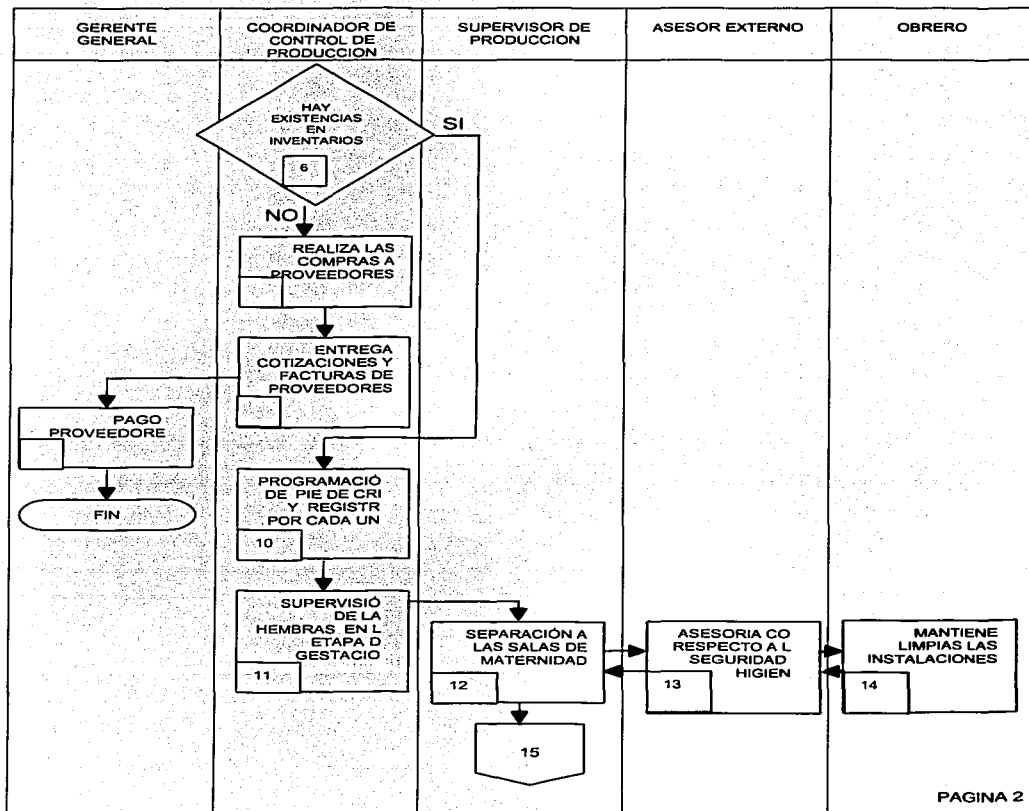 GERENTE
GENERAL
COORDINADOR DE
CONTROL DE
PRODUCCION
SUPERVISOR DE
PRODUCCION
ASESOR EXTERNO
OBRERO
HAY
EXISTENCIAS
EN
INVENTARIOS
6
SI
NO
REALIZA LAS
COMPRAS A
PROVEEDORES
ENTREGA
COTIZACIONES Y
FACTURAS DE
PROVEEDORES
PAGO
PROVEEDORE
FIN
PROGRAMACIÓ
DE PIE DE CRI
Y REGISTR
POR CADA UN
10
SUPERVISIÓ
DE LA
HEMBRAS EN L
ETAPA D
GESTACIO
11
SEPARACIÓN A
LAS SALAS DE
MATERNIDAD
12
ASESORIA CO
RESPECTO A L
SEGURIDAD
HIGIEN
13
MANTIENE
LIMPIAS LAS
INSTALACIONES
14
15
PAGINA 2